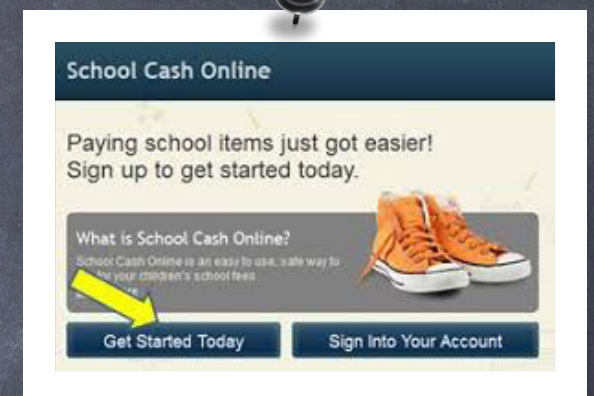 School Cash Online
Paying school items just got easier!
Sign up to get started today.
What is School Cash Online?
School Cash Online is an easy to use, safe way to
for your children's school fees
Get Started Today
Sign Into Your Account